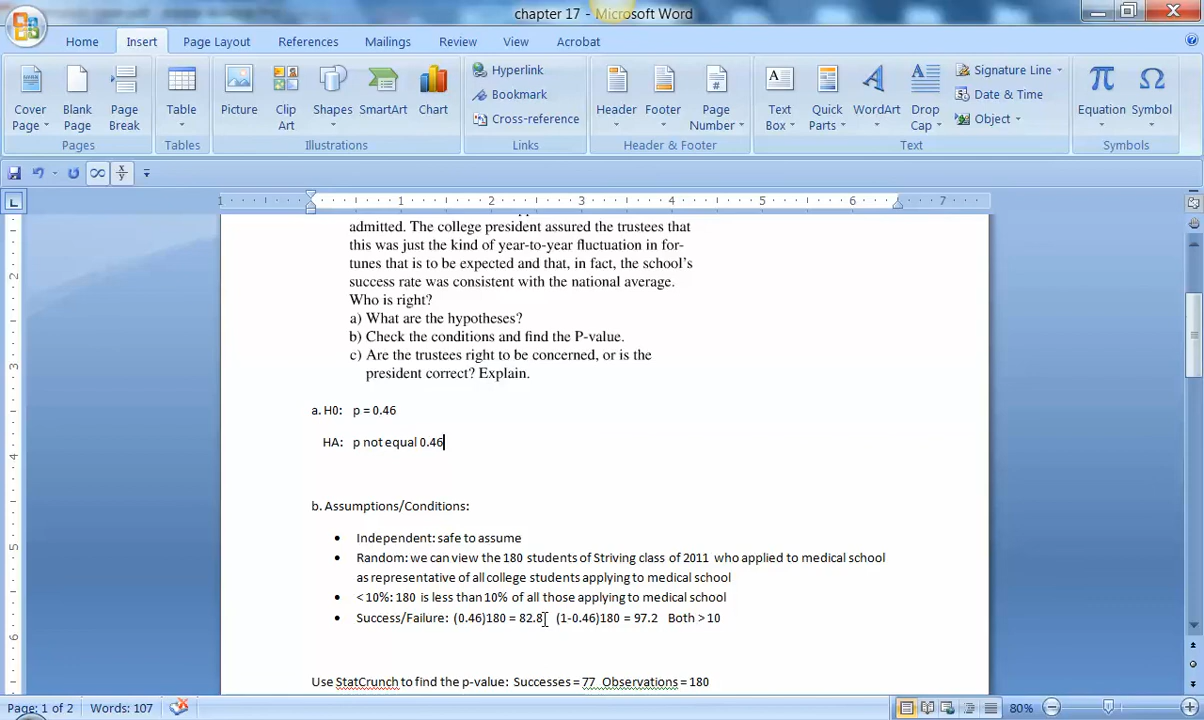 chapter 17 - Microsoft Word
Home Insert Page Layout References Mailings Review View Acrobat
Cover Page
Blank Page
Page Break
Pages
Table
Tables
Picture
Clip Art
Shapes
SmartArt
Chart
Illustrations
Hyperlink
Bookmark
Cross-reference
Links
Header
Footer
Page Number
Header & Footer
Text Box
Quick Parts
WordArt
Drop Cap
Signature Line
Date & Time
Object
Text
Equation
Symbol
Symbols
1 1 2 3 4 5 6 7
admitted. The college president assured the trustees that
this was just the kind of year-to-year fluctuation in for-
tunes that is to be expected and that, in fact, the school's
success rate was consistent with the national average.
Who is right?
a) What are the hypotheses?
b) Check the conditions and find the P-value.
c) Are the trustees right to be concerned, or is the
president correct? Explain.
a. H0: p = 0.46
HA: p not equal 0.46
b. Assumptions/Conditions:
• Independent: safe to assume
• Random: we can view the 180 students of Striving class of 2011 who applied to medical school
as representative of all college students applying to medical school
• < 10%: 180 is less than 10% of all those applying to medical school
• Success/Failure: (0.46)180 = 82.8 (1-0.46)180 = 97.2 Both > 10
Use StatCrunch to find the p-value: Successes = 77 Observations = 180
Page: 1 of 2 Words: 107 80%